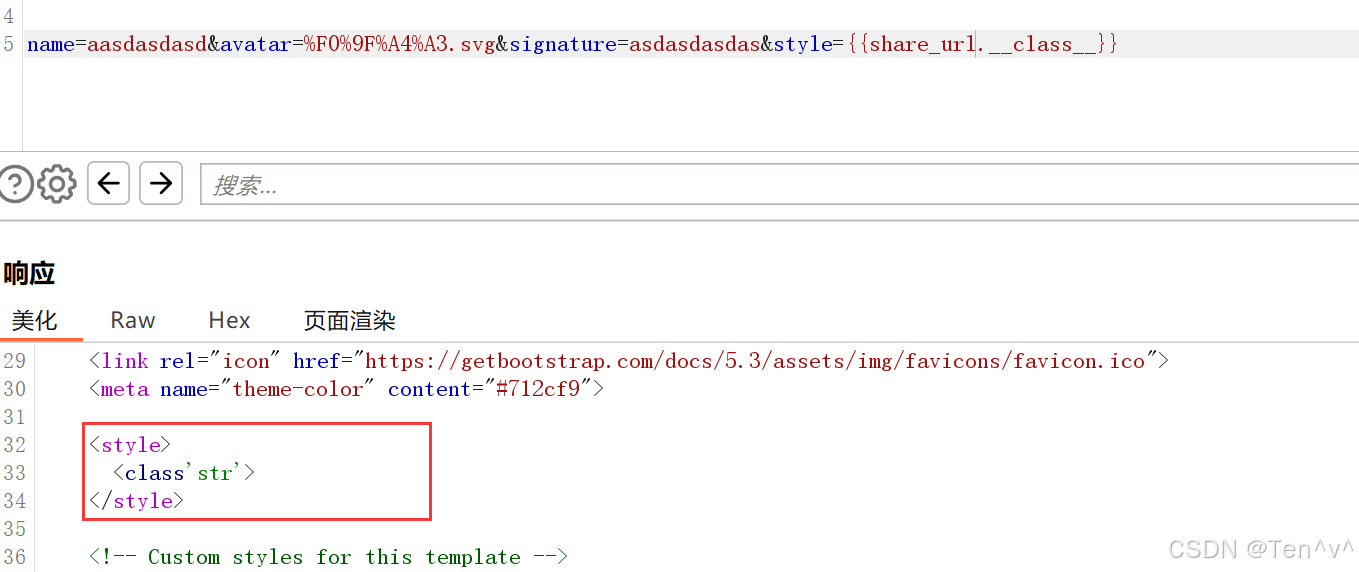 4
5 name=aasdasdasd&avatar=%F0%9F%A4%A3.svg&signature=asdasdasdas&style={{share_url.__class__}}
? 搜索...
响应
美化 Raw Hex 页面渲染
29 <link rel="icon" href="https://getbootstrap.com/docs/5.3/assets/img/favicons/favicon.ico">
30 <meta name="theme-color" content="#712cf9">
31
32 <style>
33 <class'str'>
34 </style>
35
36 <!-- Custom styles for this template -->
CSDN @Ten^v^